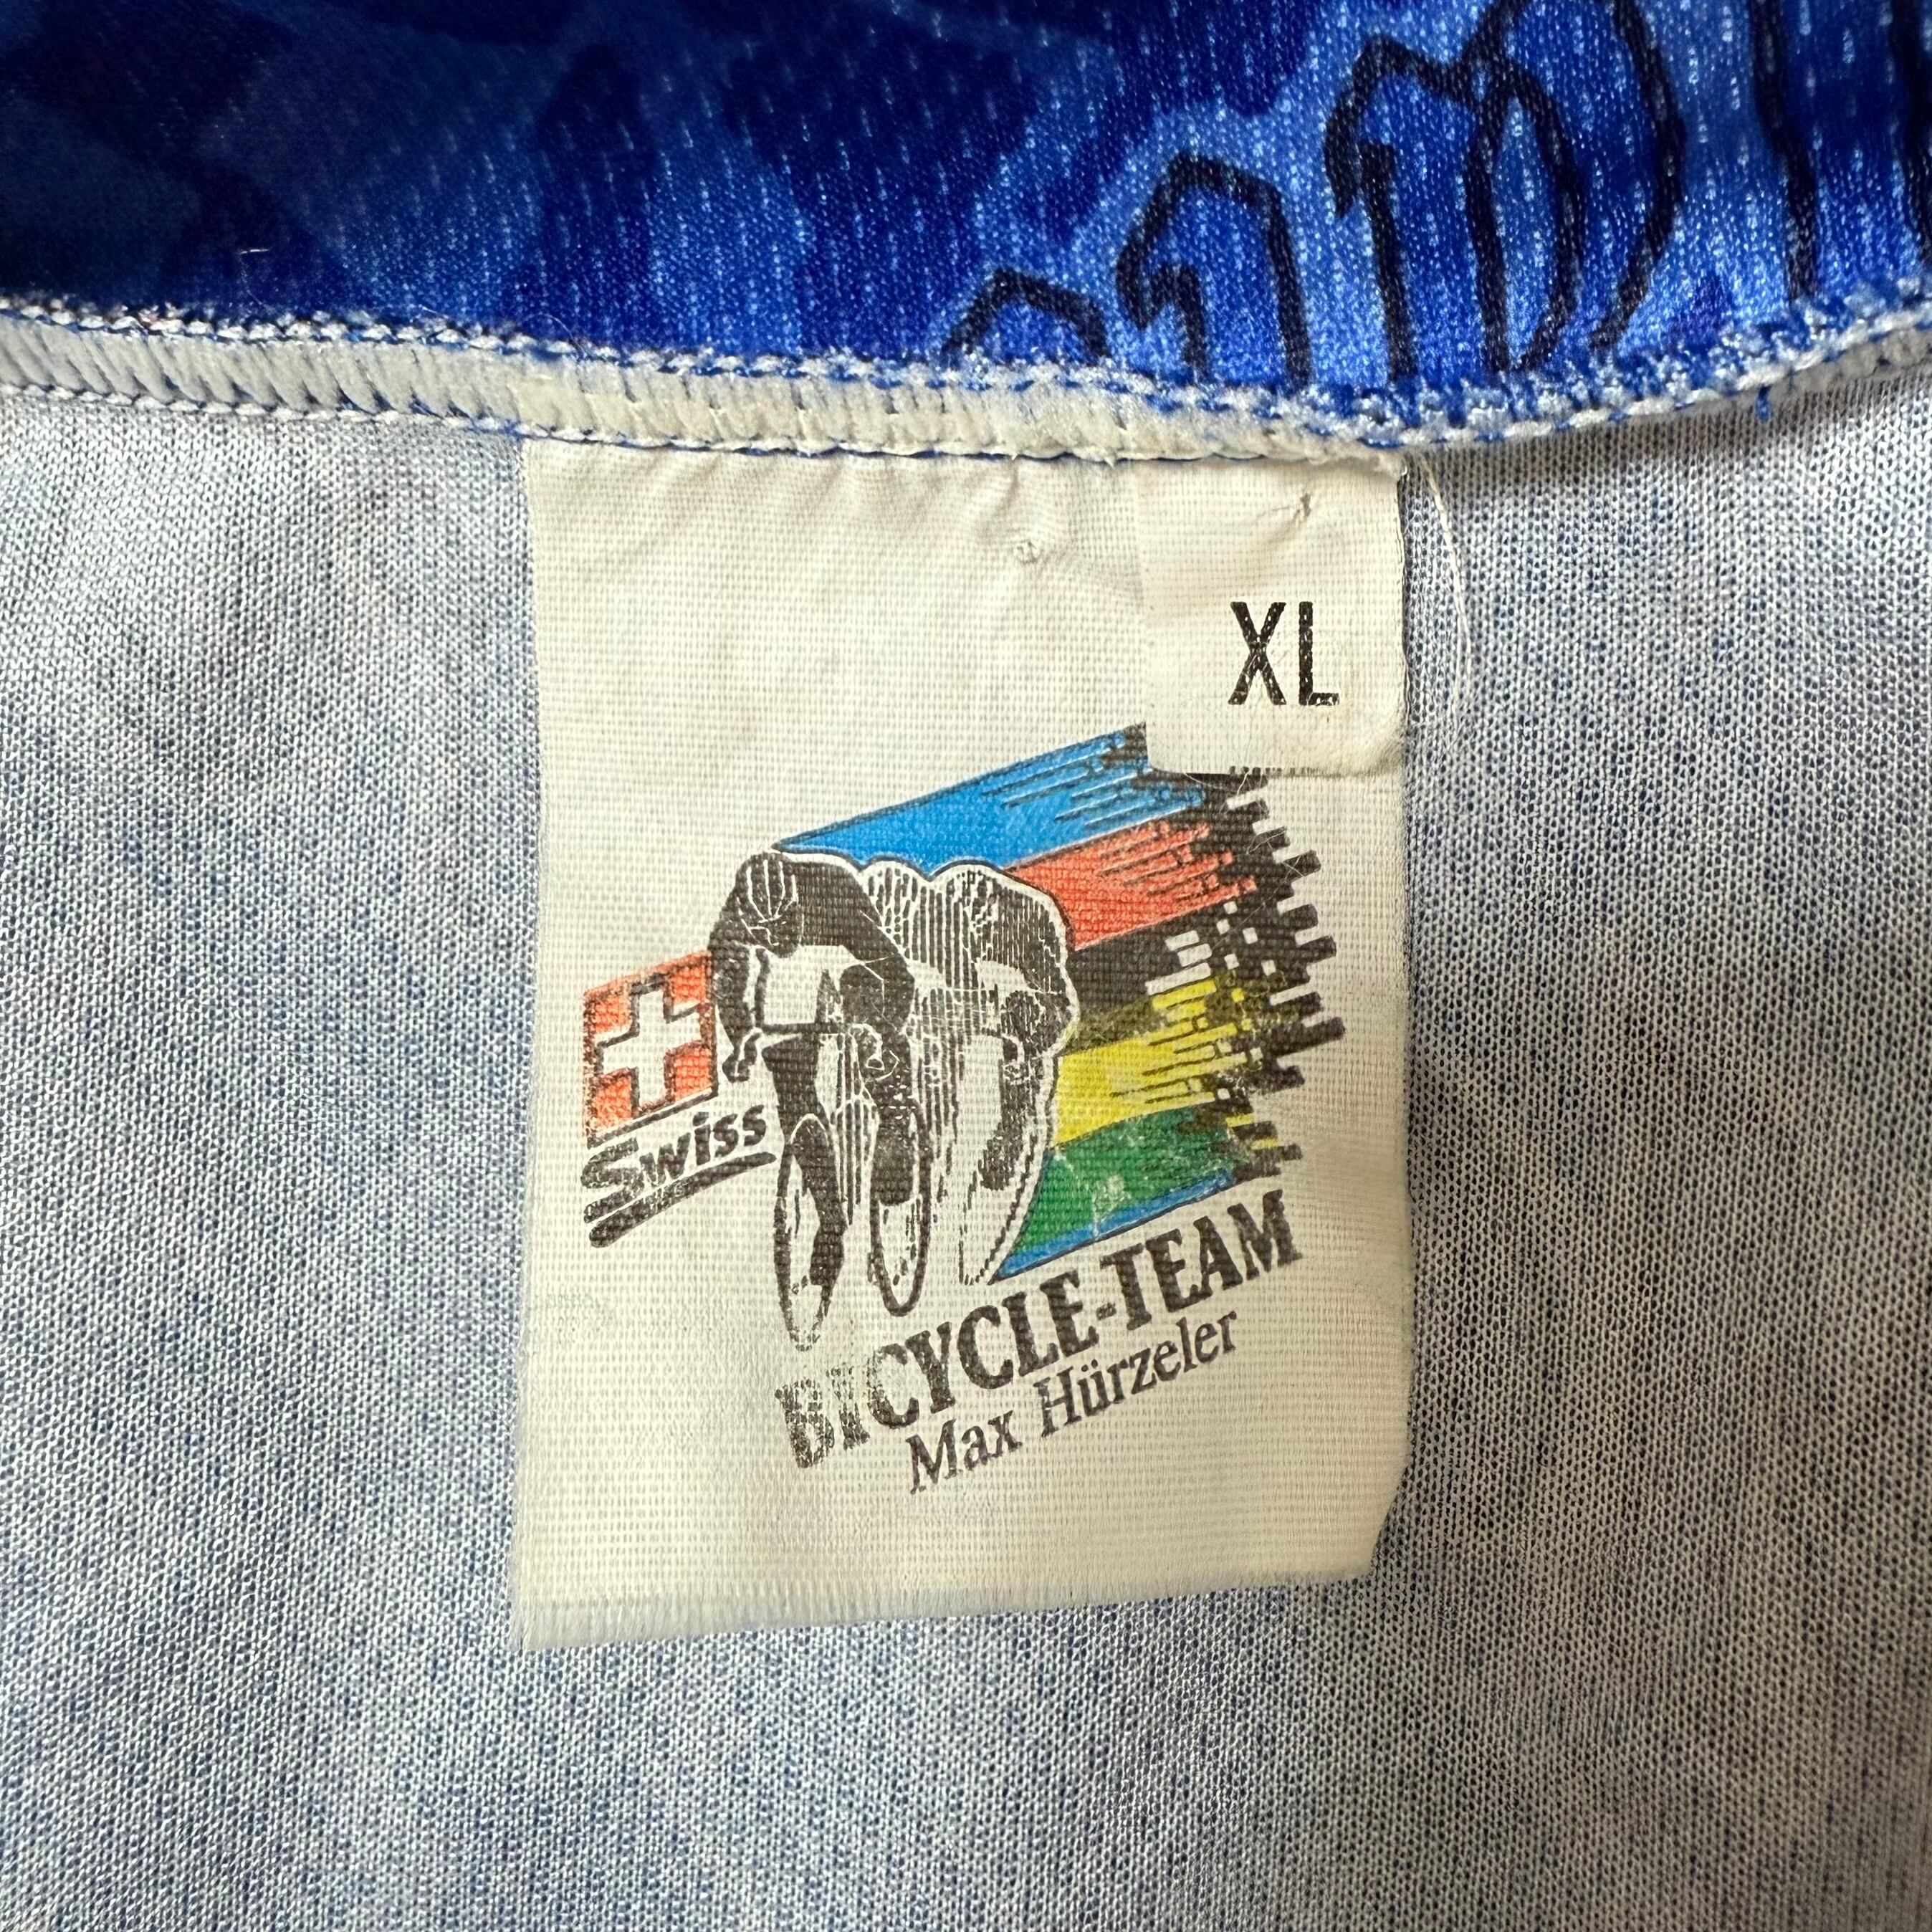 XL
Swiss
BICYCLE-TEAM
Max Hürzeler